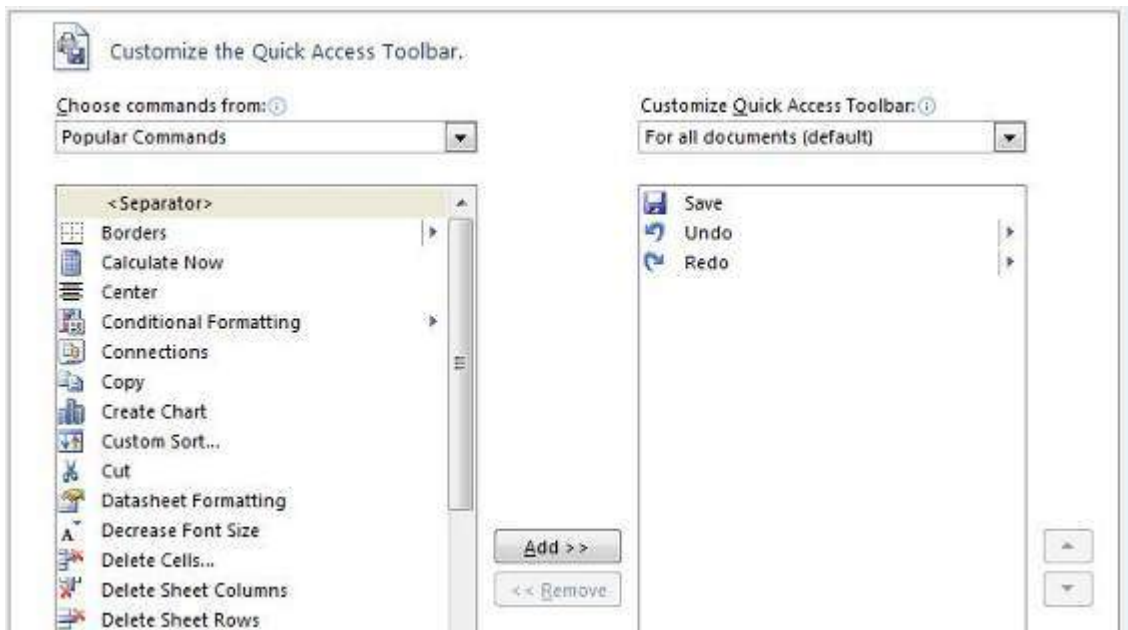 Customize the Quick Access Toolbar.
Choose commands from:
Popular Commands
<Separator>
Borders
Calculate Now
Center
Conditional Formatting
Connections
Copy
Create Chart
Custom Sort...
Cut
Datasheet Formatting
Decrease Font Size
Delete Cells...
Delete Sheet Columns
Delete Sheet Rows
Add >>
<< Remove
Customize Quick Access Toolbar:
For all documents (default)
Save
Undo
Redo